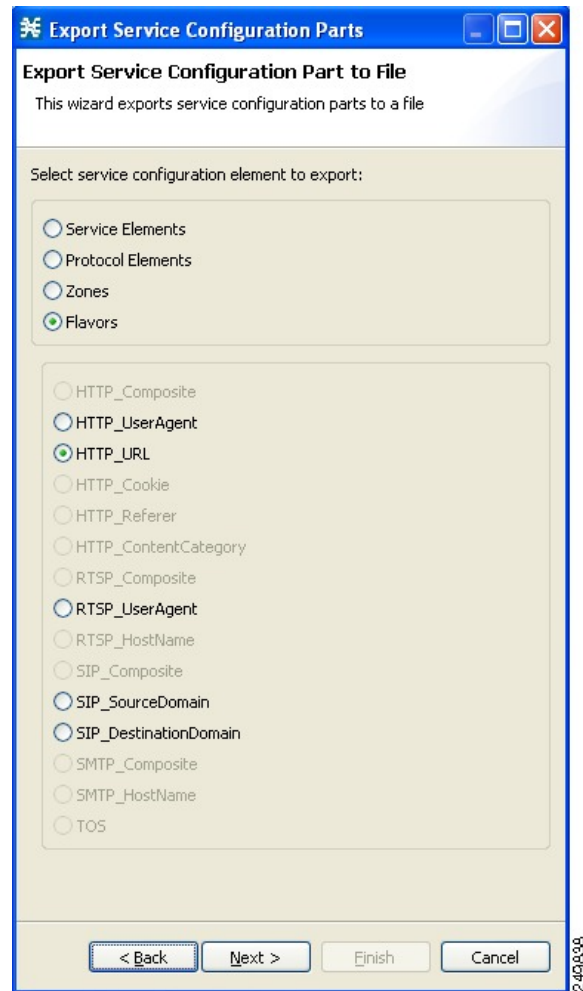 Export Service Configuration Parts
Export Service Configuration Part to File
This wizard exports service configuration parts to a file
Select service configuration element to export:
Service Elements
Protocol Elements
Zones
Flavors
HTTP_Composite
HTTP_UserAgent
HTTP_URL
HTTP_Cookie
HTTP_Referer
HTTP_ContentCategory
RTSP_Composite
RTSP_UserAgent
RTSP_HostName
SIP_Composite
SIP_SourceDomain
SIP_DestinationDomain
SMTP_Composite
SMTP_HostName
TOS
< Back Next > Finish Cancel
249838